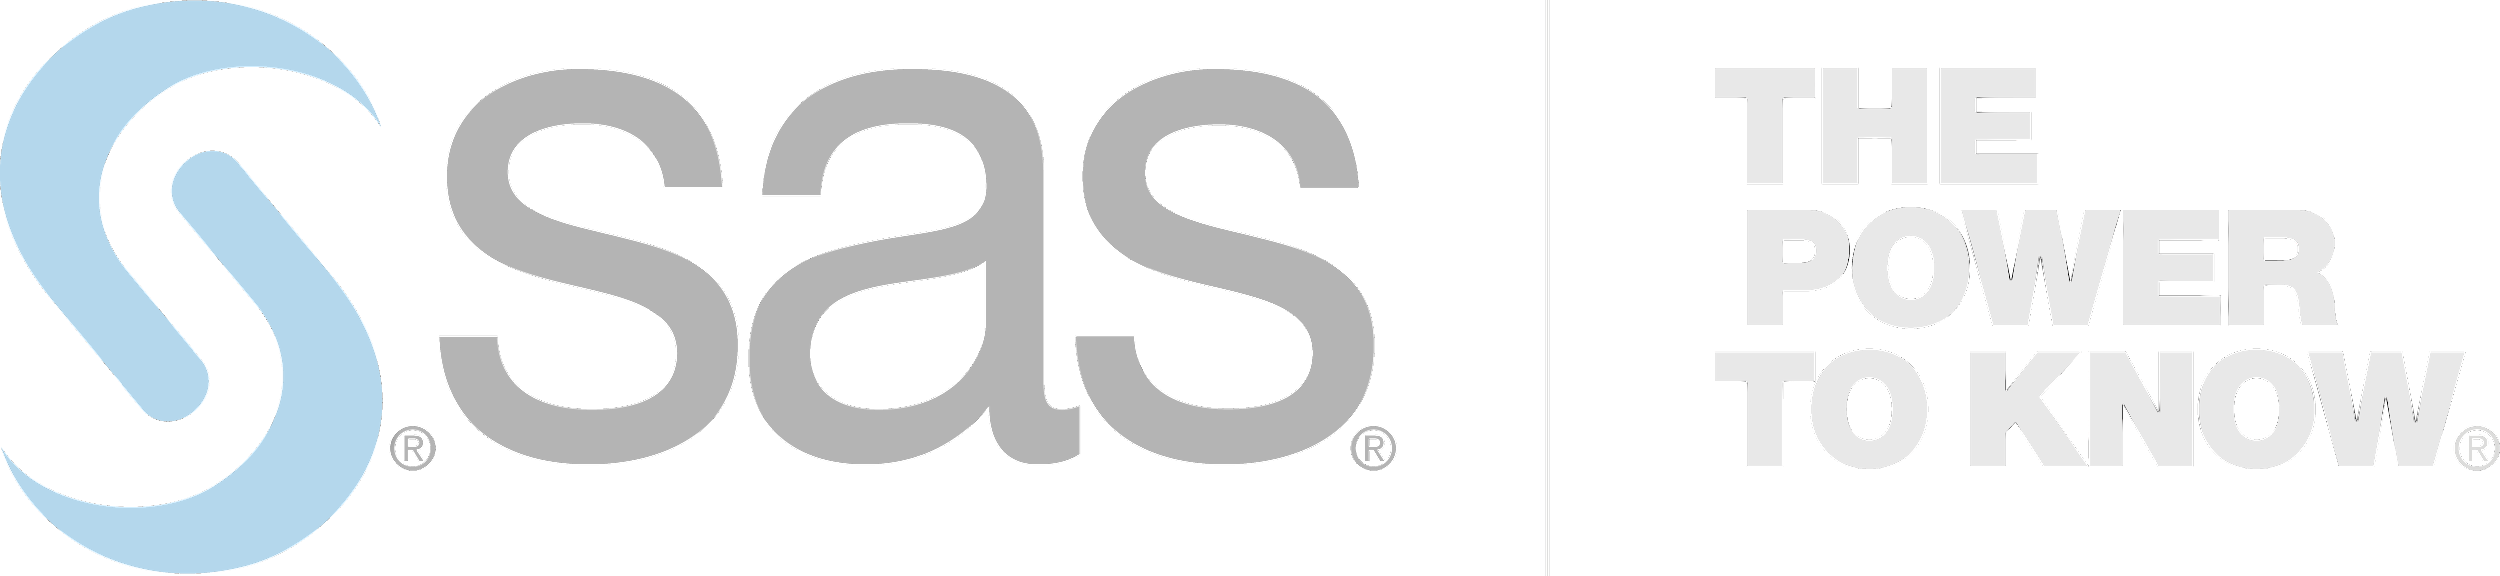 ® sas®
THE
POWER
TO KNOW®